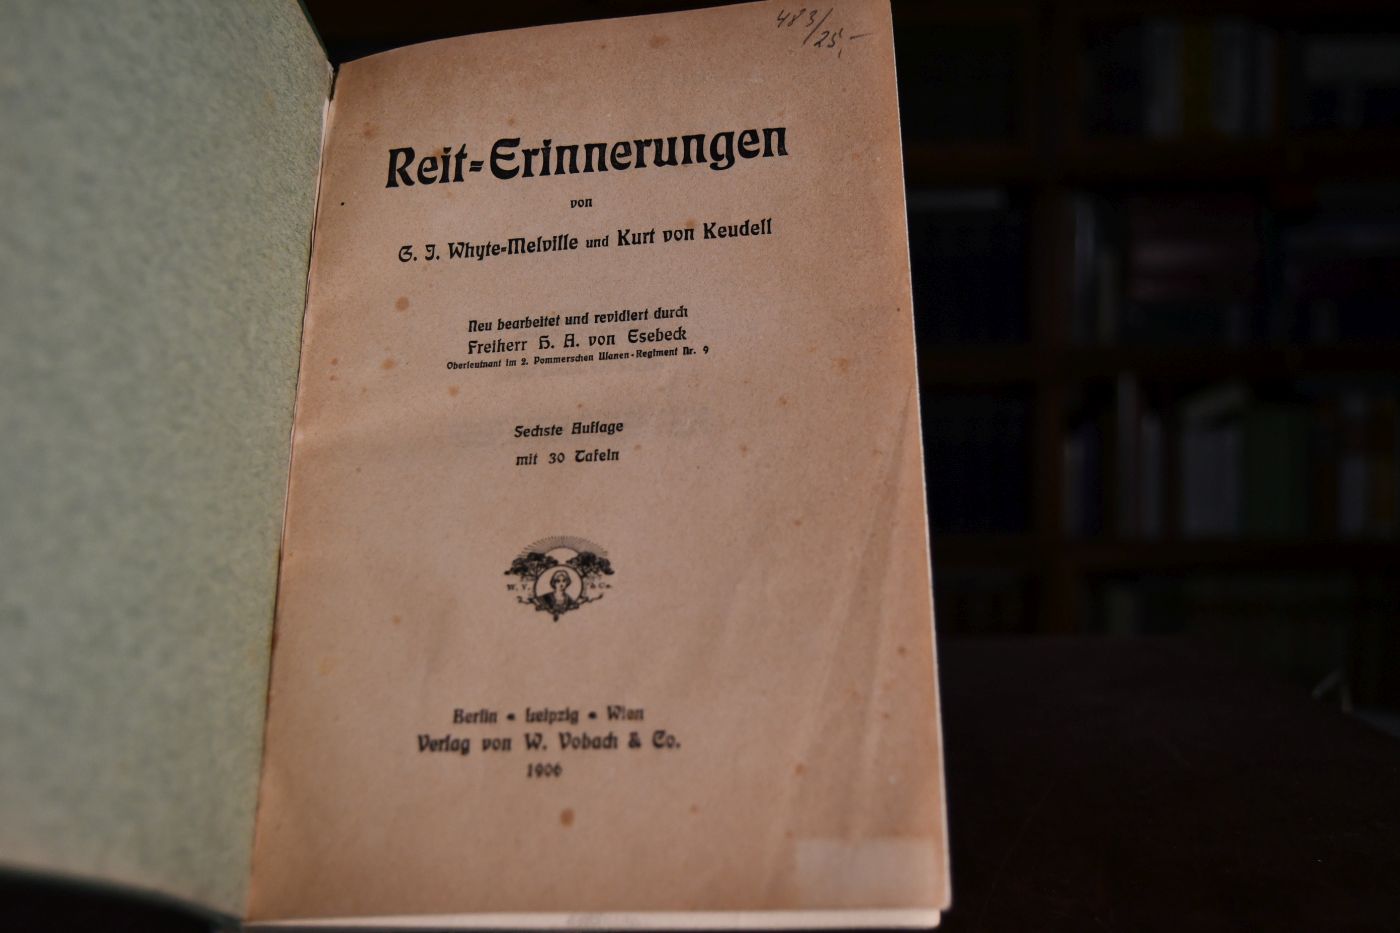 483/25,-
Reit=Erinnerungen
von
G. J. Whyte=Melville und Kurt von Keudell
Neu bearbeitet und revidiert durch
Freiherr H. A. von Esebeck
Oberleutnant im 2. Pommerschen Ulanen-Regiment Nr. 9
Sechste Auflage
mit 30 Tafeln
W. V. & Co.
Berlin • Leipzig • Wien
Verlag von W. Vobach & Co.
1906